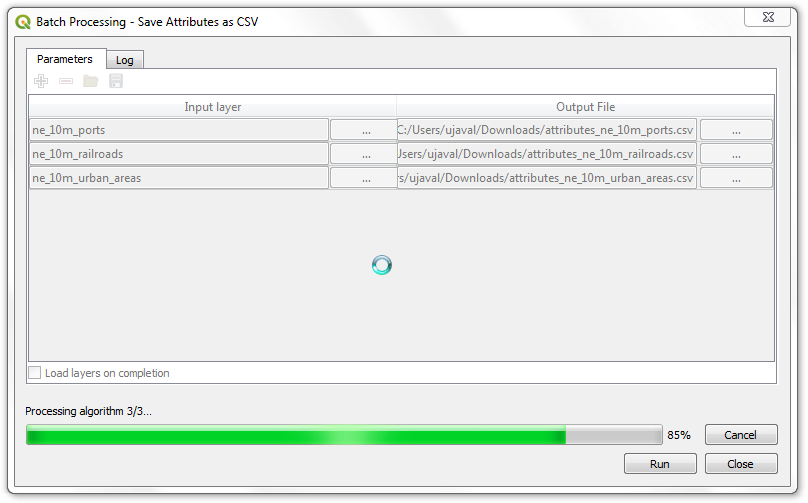 Batch Processing - Save Attributes as CSV
Parameters
Log
Input layer
Output File
ne_10m_ports
...
C:/Users/ujaval/Downloads/attributes_ne_10m_ports.csv
...
ne_10m_railroads
...
Jsers/ujaval/Downloads/attributes_ne_10m_railroads.csv
...
ne_10m_urban_areas
...
rs/ujaval/Downloads/attributes_ne_10m_urban_areas.csv
...
Load layers on completion
Processing algorithm 3/3...
85%
Cancel
Run
Close